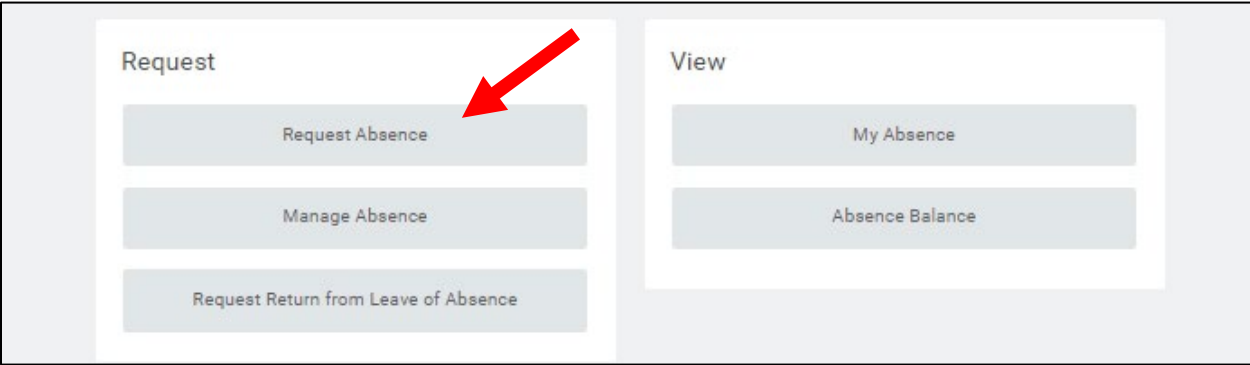 Request
Request Absence
Manage Absence
Request Return from Leave of Absence
View
My Absence
Absence Balance